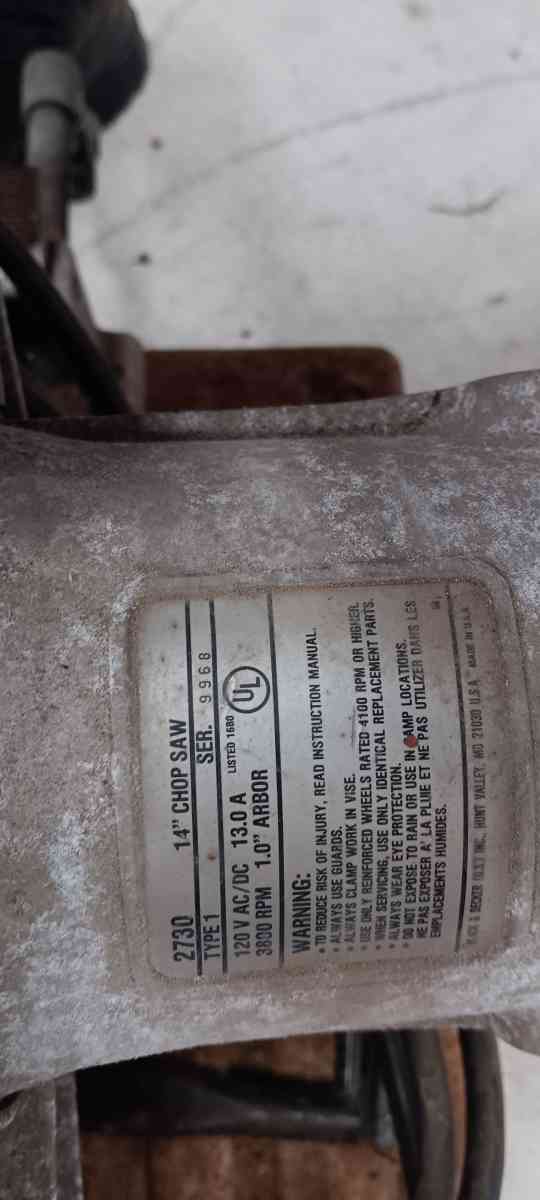 2730 14" CHOP SAW
TYPE 1 SER. 9968
120 V AC/DC 13.0 A LISTED 15B0
3800 RPM 1.0" ARBOR UL
WARNING:
• TO REDUCE RISK OF INJURY, READ INSTRUCTION MANUAL.
• ALWAYS USE GUARDS.
• ALWAYS CLAMP WORK IN VISE.
• USE ONLY REINFORCED WHEELS RATED 4100 RPM OR HIGHER.
• WHEN SERVICING, USE ONLY IDENTICAL REPLACEMENT PARTS.
• ALWAYS WEAR EYE PROTECTION.
• DO NOT EXPOSE TO RAIN OR USE IN DAMP LOCATIONS.
NE PAS EXPOSER A' LA PLUIE ET NE PAS UTILIZER DANS LES
EMPLACEMENTS HUMIDES.
BLACK & DECKER (U.S.) INC., HUNT VALLEY, MD 21030 U.S.A MADE IN U.S.A